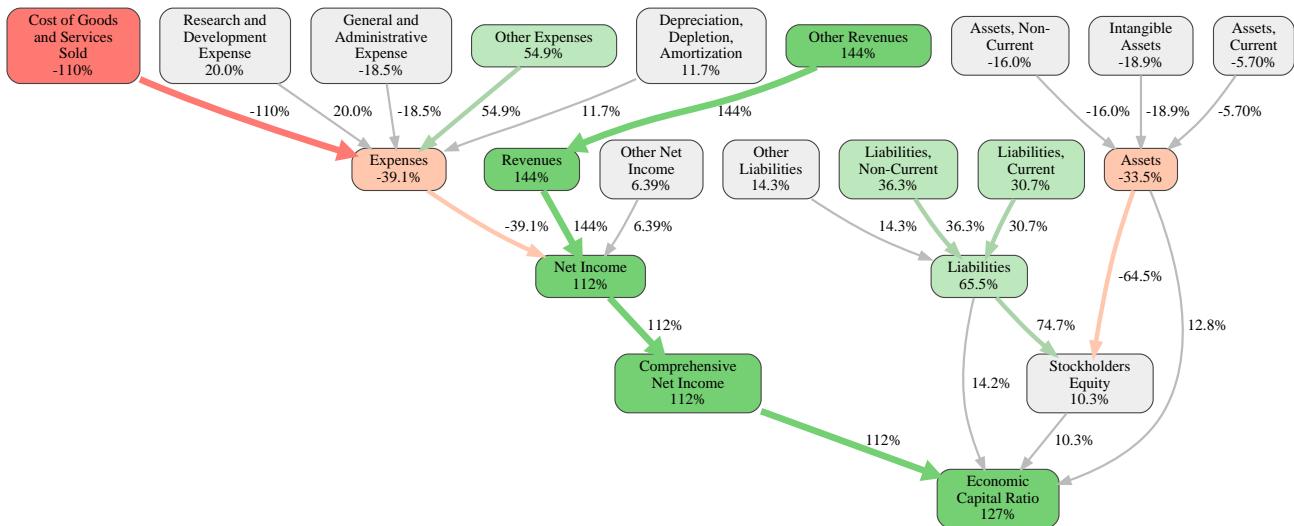 Cost of Goods
and Services
Sold
-110%
Research and
Development
Expense
20.0%
General and
Administrative
Expense
-18.5%
Other Expenses
54.9%
Depreciation,
Depletion,
Amortization
11.7%
Other Revenues
144%
Assets, Non-
Current
-16.0%
Intangible
Assets
-18.9%
Assets,
Current
-5.70%
-110%
20.0%
-18.5%
54.9%
11.7%
144%
-16.0%
-18.9%
-5.70%
Expenses
-39.1%
Revenues
144%
Other Net
Income
6.39%
Other
Liabilities
14.3%
Liabilities,
Non-Current
36.3%
Liabilities,
Current
30.7%
Assets
-33.5%
-39.1%
144%
6.39%
14.3%
36.3%
30.7%
Net Income
112%
Liabilities
65.5%
-64.5%
112%
74.7%
12.8%
Comprehensive
Net Income
112%
14.2%
Stockholders
Equity
10.3%
112%
10.3%
Economic
Capital Ratio
127%